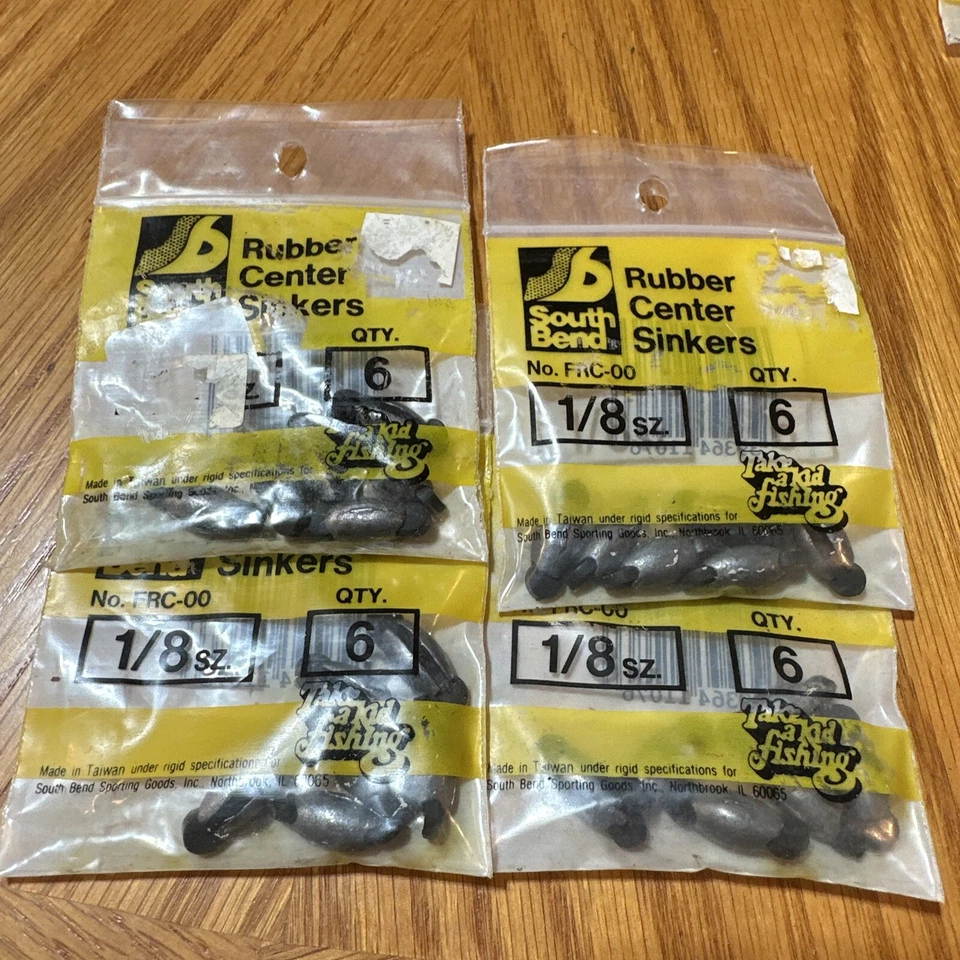 South
Rubber
Center
Sinkers
QTY.
6
Take
a kid
fishing
Made in Taiwan under rigid specifications for
South Bend Sporting Goods, Inc.,
South
Bend
Rubber
Center
Sinkers
No. FRC-00
QTY.
1/8 SZ.
6
Take
a kid
fishing
Made in Taiwan under rigid specifications for
South Bend Sporting Goods, Inc., Northbrook, IL 60065
Bend
Sinkers
No. FRC-00
QTY.
1/8 SZ.
6
Take
a kid
fishing
Made in Taiwan under rigid specifications for
South Bend Sporting Goods, Inc., Northbrook, IL 60065
FRC-00
QTY.
1/8 SZ.
6
Take
a kid
fishing
Made in Taiwan under rigid specifications for
South Bend Sporting Goods, Inc., Northbrook, IL 60065